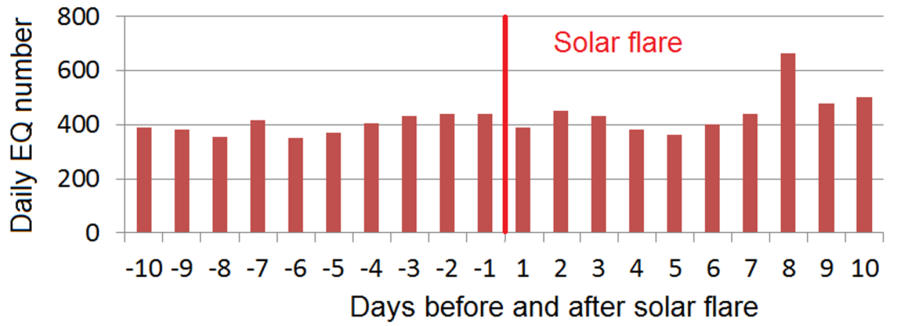 Daily EQ number
800
600
400
200
0
Solar flare
-10 -9 -8 -7 -6 -5 -4 -3 -2 -1 1 2 3 4 5 6 7 8 9 10
Days before and after solar flare